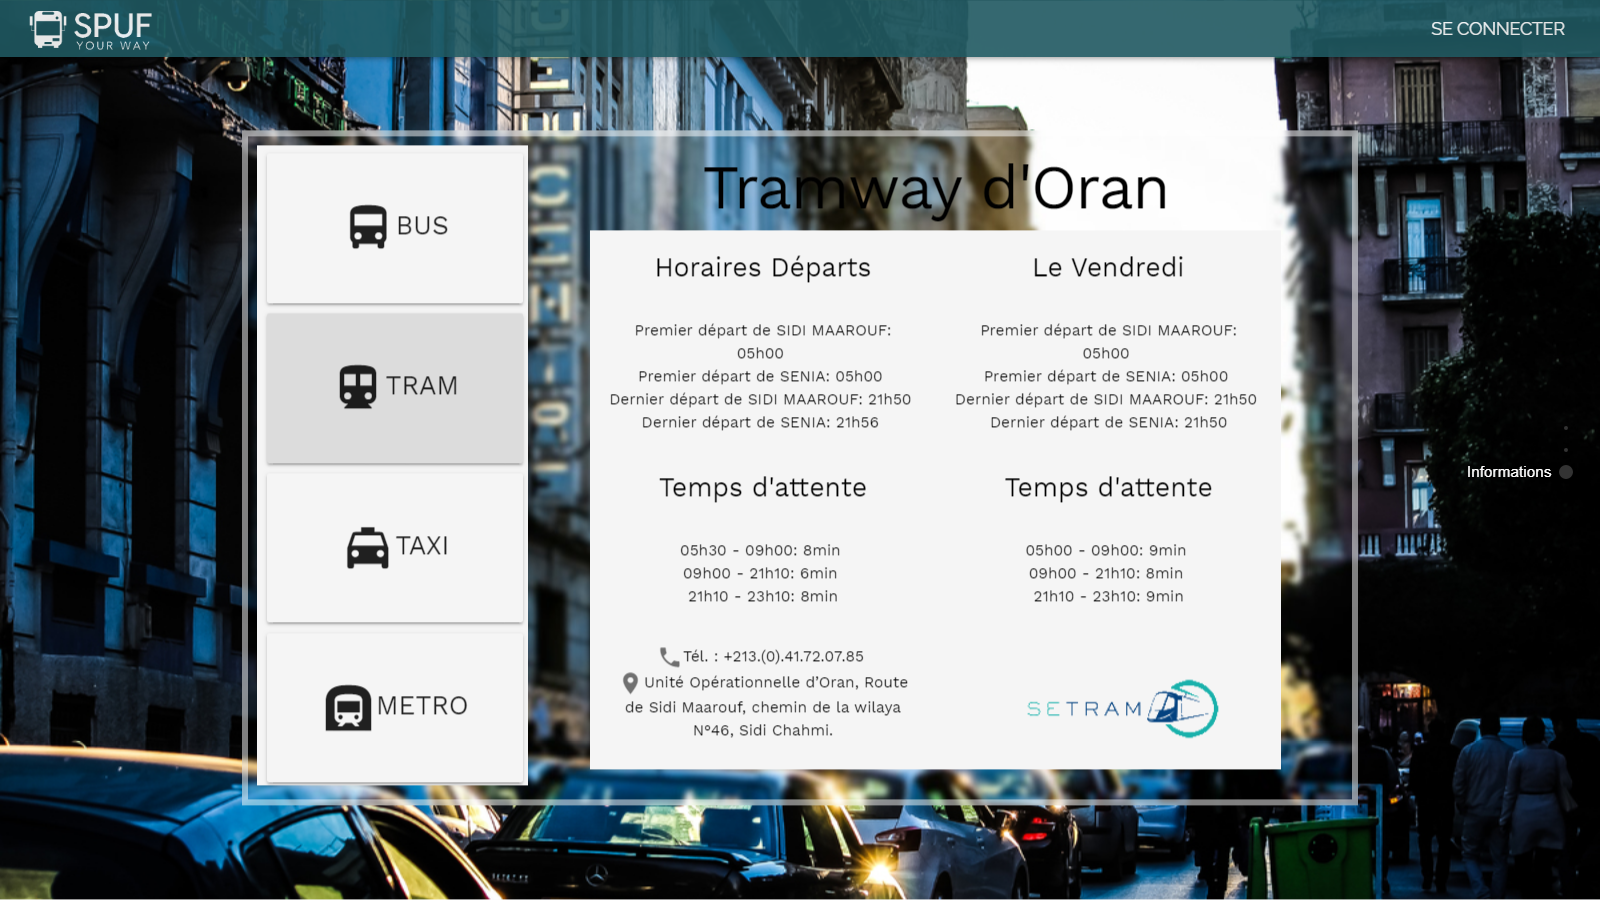 SPUF
YOUR WAY
SE CONNECTER
BUS
TRAM
TAXI
METRO
Tramway d'Oran
Horaires Départs
Premier départ de SIDI MAAROUF:
05h00
Premier départ de SENIA: 05h00
Dernier départ de SIDI MAAROUF: 21h50
Dernier départ de SENIA: 21h56
Temps d'attente
05h30 - 09h00: 8min
09h00 - 21h10: 6min
21h10 - 23h10: 8min
Tél. : +213.(0).41.72.07.85
Unité Opérationnelle d’Oran, Route
de Sidi Maarouf, chemin de la wilaya
N°46, Sidi Chahmi.
Le Vendredi
Premier départ de SIDI MAAROUF:
05h00
Premier départ de SENIA: 05h00
Dernier départ de SIDI MAAROUF: 21h50
Dernier départ de SENIA: 21h50
Temps d'attente
05h00 - 09h00: 9min
09h00 - 21h10: 8min
21h10 - 23h10: 9min
SETRAM
Informations